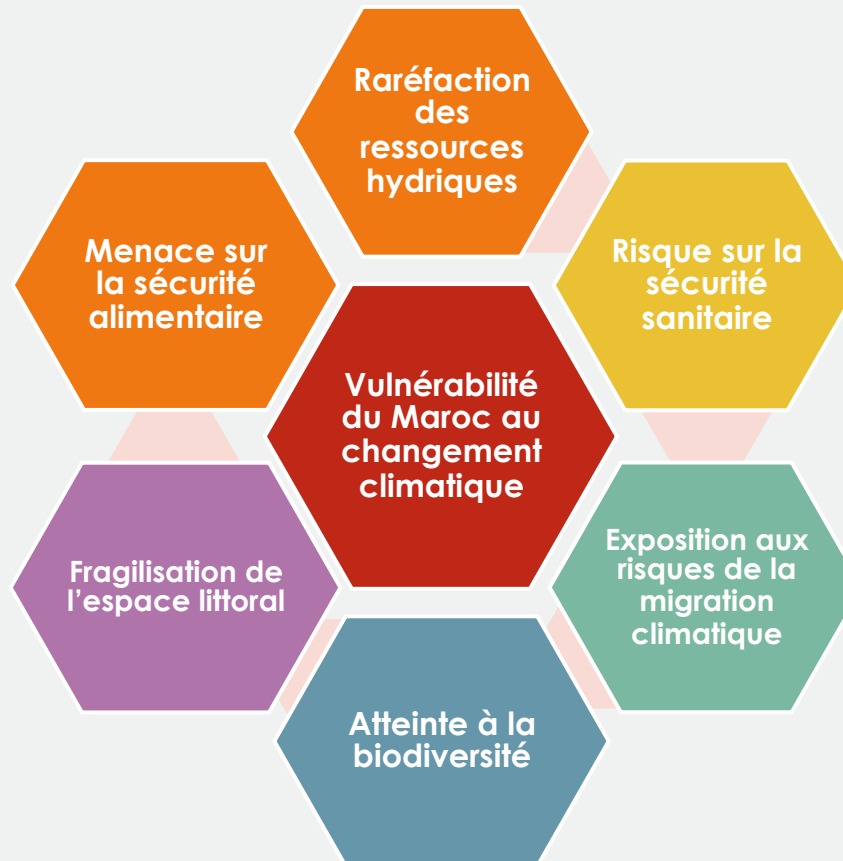 Raréfaction
des
ressources
hydriques
Menace sur
la sécurité
alimentaire
Risque sur la
sécurité
sanitaire
Vulnérabilité
du Maroc au
changement
climatique
Fragilisation de
l’espace littoral
Exposition aux
risques de la
migration
climatique
Atteinte à la
biodiversité